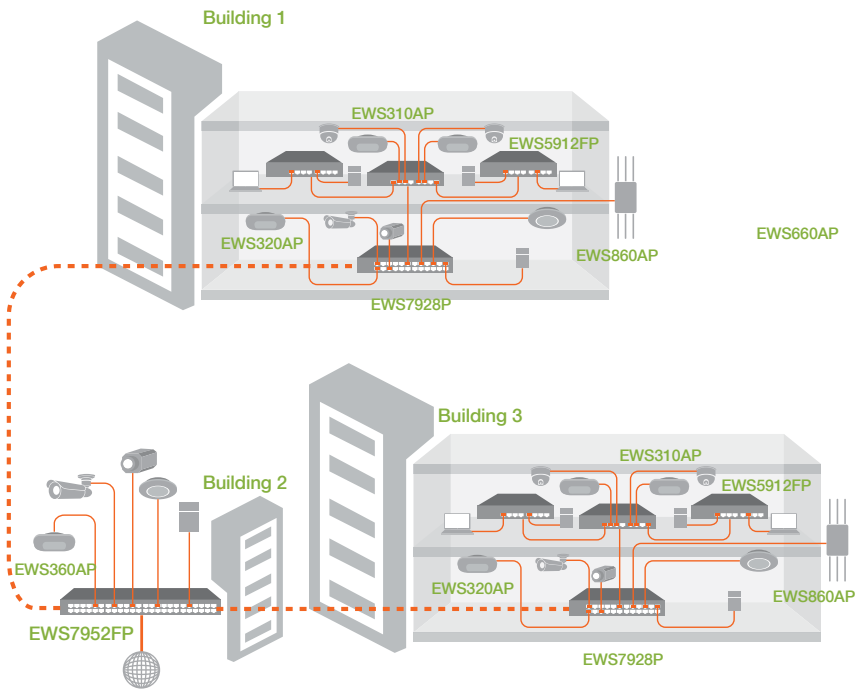 Building 1
EWS310AP
EWS5912FP
EWS320AP
EWS660AP
EWS860AP
EWS7928P
Building 3
EWS310AP
Building 2
EWS5912FP
EWS360AP
EWS320AP
EWS860AP
EWS7952FP
EWS7928P